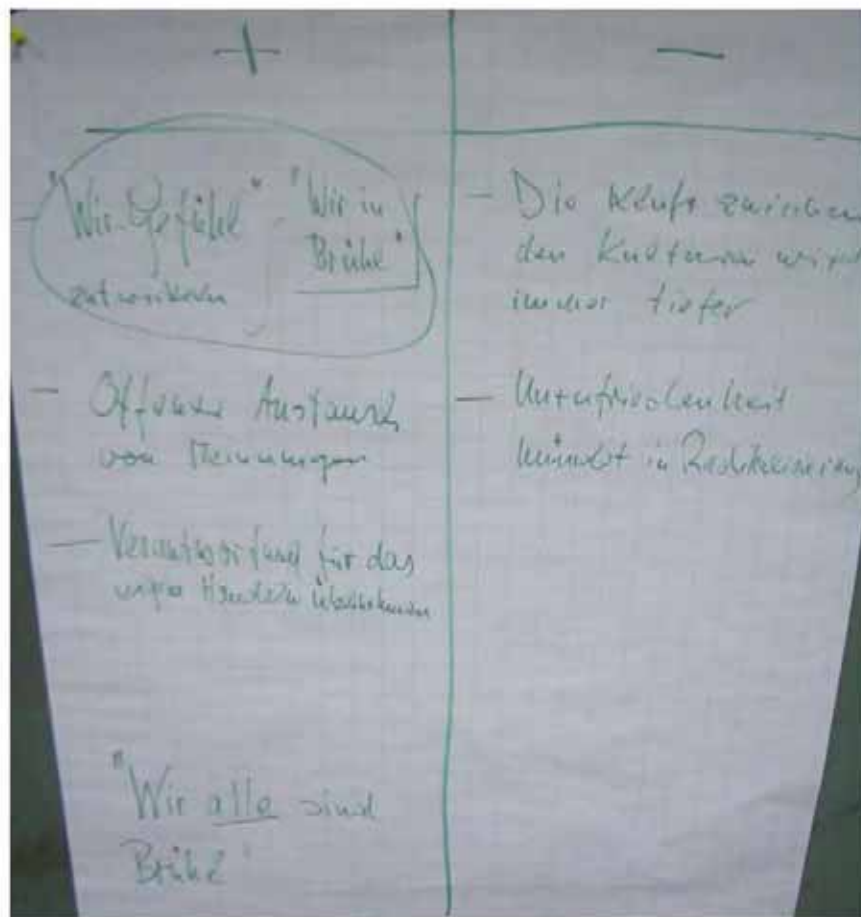 +
- "Wir-Gefühl" - "Wir in
Brühl"
entwickeln
- Offener Austausch
von Meinungen
- Verantwortung für das
Handeln übernehmen
"Wir alle sind
Brühl"
-
- Die Kluft zwischen
den Kulturen wird
immer tiefer
- Unzufriedenheit
mündet in Radikalisierung